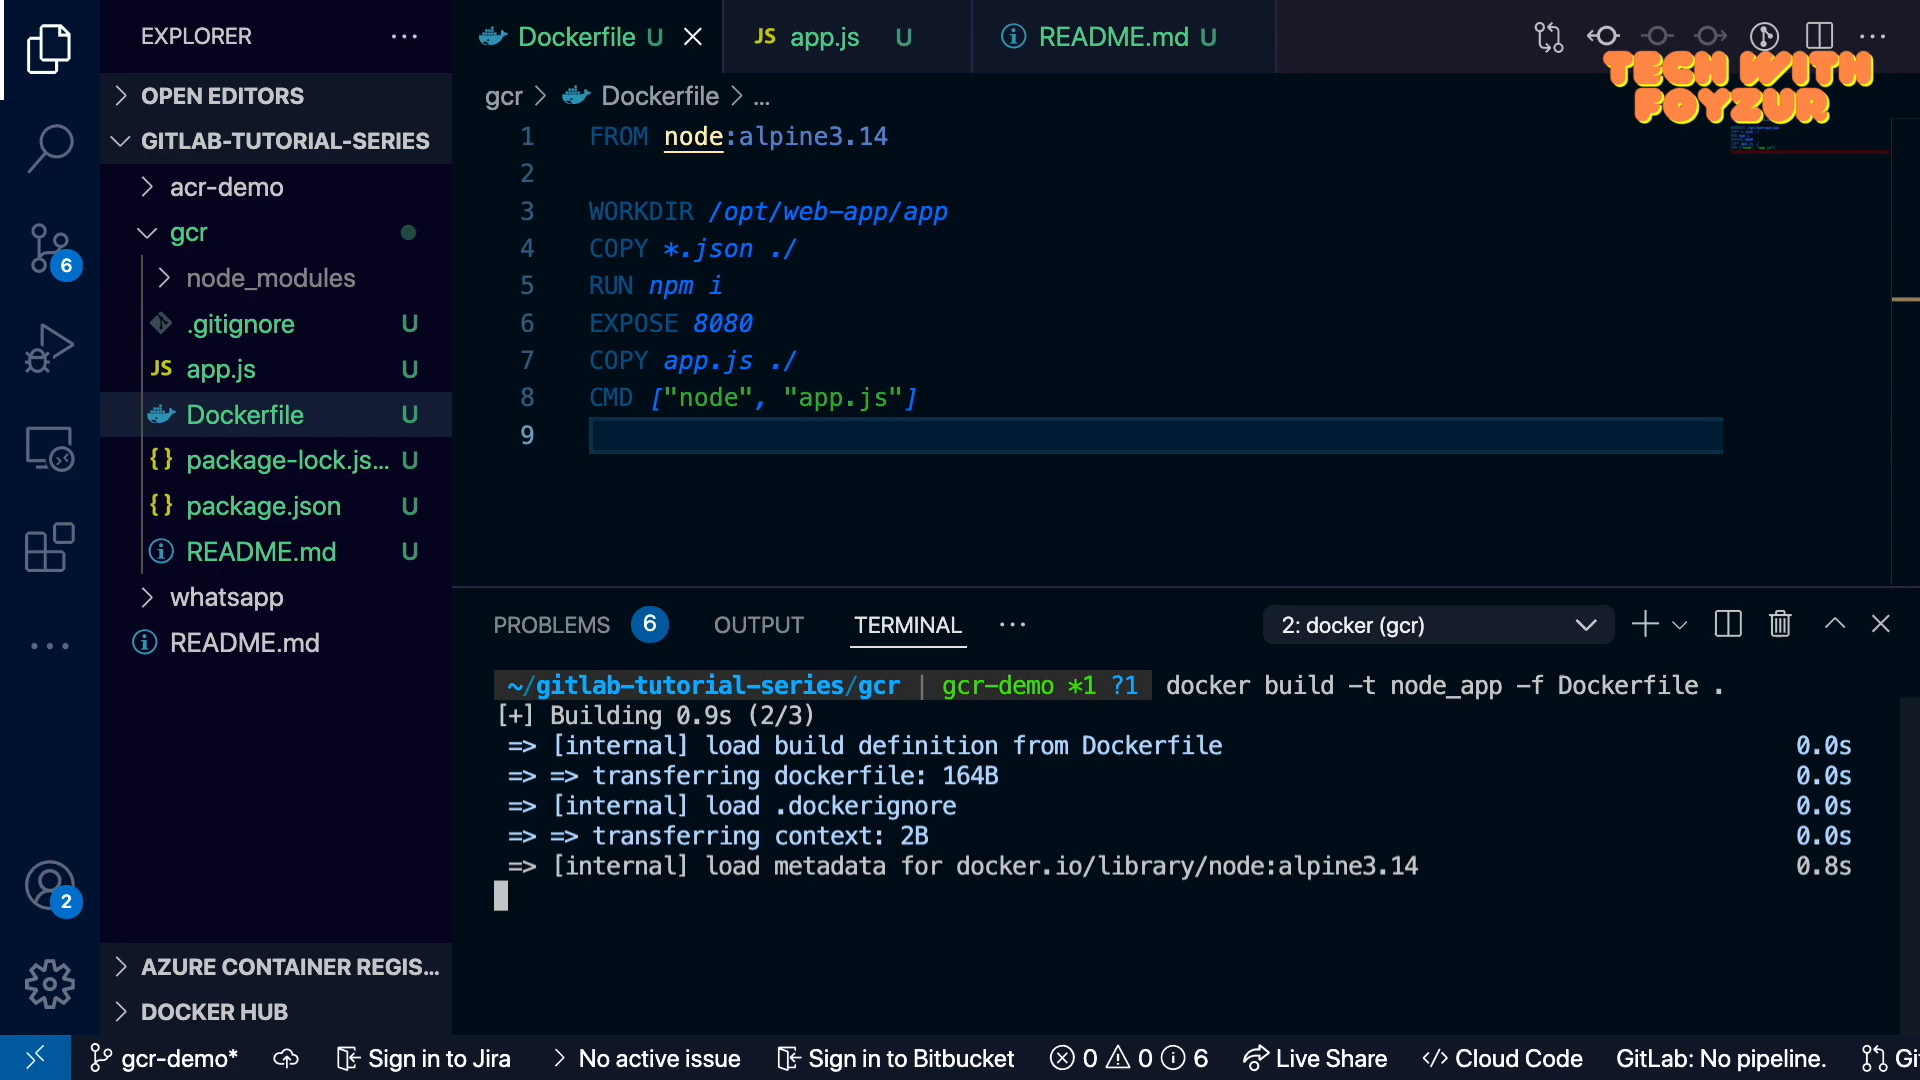 EXPLORER
OPEN EDITORS
GITLAB-TUTORIAL-SERIES
acr-demo
gcr
node_modules
.gitignore U
JS app.js U
Dockerfile U
{} package-lock.js... U
{} package.json U
README.md U
whatsapp
README.md
AZURE CONTAINER REGIS...
DOCKER HUB
6
2
Dockerfile U
JS app.js U
README.md U
TECH WITH
FOYZUR
gcr > Dockerfile > ...
1 FROM node:alpine3.14
2
3 WORKDIR /opt/web-app/app
4 COPY *.json ./
5 RUN npm i
6 EXPOSE 8080
7 COPY app.js ./
8 CMD ["node", "app.js"]
9
PROBLEMS 6 OUTPUT TERMINAL ... 2: docker (gcr)
~/gitlab-tutorial-series/gcr | gcr-demo *1 ?1 docker build -t node_app -f Dockerfile .
[+] Building 0.9s (2/3)
=> [internal] load build definition from Dockerfile 0.0s
=> => transferring dockerfile: 164B 0.0s
=> [internal] load .dockerignore 0.0s
=> => transferring context: 2B 0.0s
=> [internal] load metadata for docker.io/library/node:alpine3.14 0.8s
gcr-demo* Sign in to Jira > No active issue Sign in to Bitbucket 0 0 6 Live Share </> Cloud Code GitLab: No pipeline. Gi